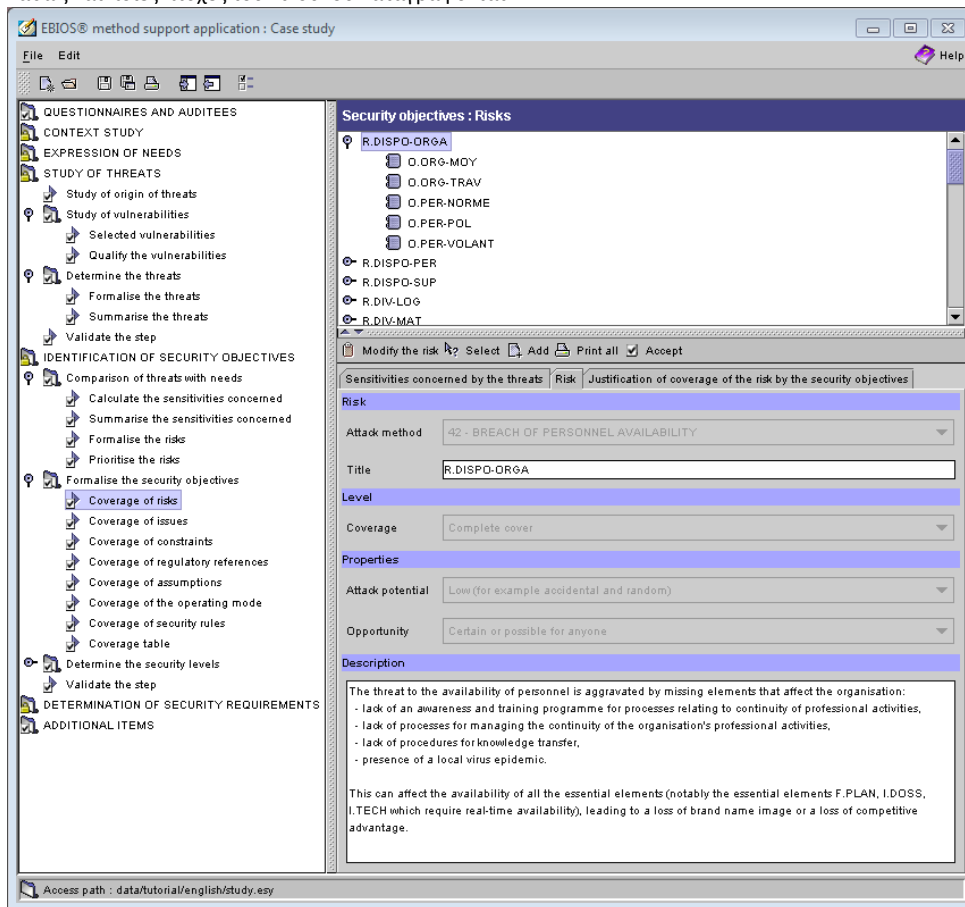 EBIOS® method support application : Case study
File Edit
Help
QUESTIONNAIRES AND AUDITEES
CONTEXT STUDY
EXPRESSION OF NEEDS
STUDY OF THREATS
Study of origin of threats
Study of vulnerabilities
Selected vulnerabilities
Qualify the vulnerabilities
Determine the threats
Formalise the threats
Summarise the threats
Validate the step
IDENTIFICATION OF SECURITY OBJECTIVES
Comparison of threats with needs
Calculate the sensitivities concerned
Summarise the sensitivities concerned
Formalise the risks
Prioritise the risks
Formalise the security objectives
Coverage of risks
Coverage of issues
Coverage of constraints
Coverage of regulatory references
Coverage of assumptions
Coverage of the operating mode
Coverage of security rules
Coverage table
Determine the security levels
Validate the step
DETERMINATION OF SECURITY REQUIREMENTS
ADDITIONAL ITEMS
Security objectives : Risks
R.DISPO-ORGA
O.ORG-MOY
O.ORG-TRAV
O.PER-NORME
O.PER-POL
O.PER-VOLANT
R.DISPO-PER
R.DISPO-SUP
R.DIV-LOG
R.DIV-MAT
Modify the risk Select Add Print all Accept
Sensitivities concerned by the threats Risk Justification of coverage of the risk by the security objectives
Risk
Attack method 42 - BREACH OF PERSONNEL AVAILABILITY
Title R.DISPO-ORGA
Level
Coverage Complete cover
Properties
Attack potential Low (for example accidental and random)
Opportunity Certain or possible for anyone
Description
The threat to the availability of personnel is aggravated by missing elements that affect the organisation:
- lack of an awareness and training programme for processes relating to continuity of professional activities,
- lack of processes for managing the continuity of the organisation's professional activities,
- lack of procedures for knowledge transfer,
- presence of a local virus epidemic.
This can affect the availability of all the essential elements (notably the essential elements F.PLAN, I.DOSS,
I.TECH which require real-time availability), leading to a loss of brand name image or a loss of competitive
advantage.
Access path : data/tutorial/english/study.esy